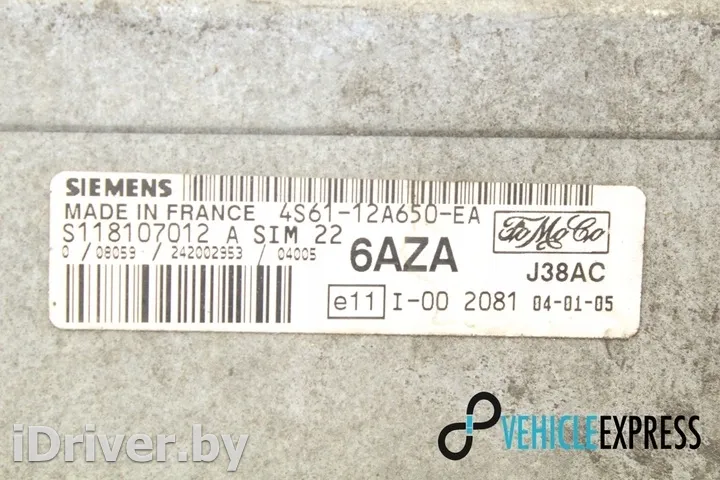 SIEMENS
MADE IN FRANCE 4S61-12A650-EA
S118107012 A SIM 22
0 / 08059 / 242002953 / 04005
6AZA
FoMoCo
J38AC
e11 I-00 2081 04-01-05
VEHICLEEXPRESS
iDriver.by